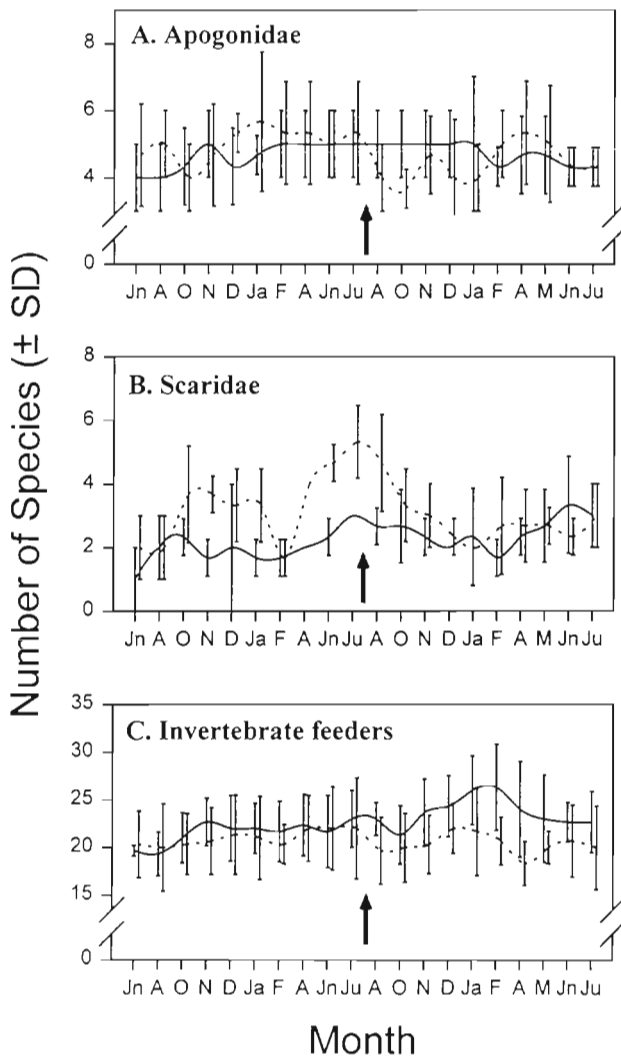 Number of Species (± SD)
A. Apogonidae
8
6
4
0
Jn A O N D Ja F A Jn Ju A O N D Ja F A M Jn Ju
B. Scaridae
8
6
4
2
0
Jn A O N D Ja F A Jn Ju A O N D Ja F A M Jn Ju
C. Invertebrate feeders
35
30
25
20
15
0
Jn A O N D Ja F A Jn Ju A O N D Ja F A M Jn Ju
Month